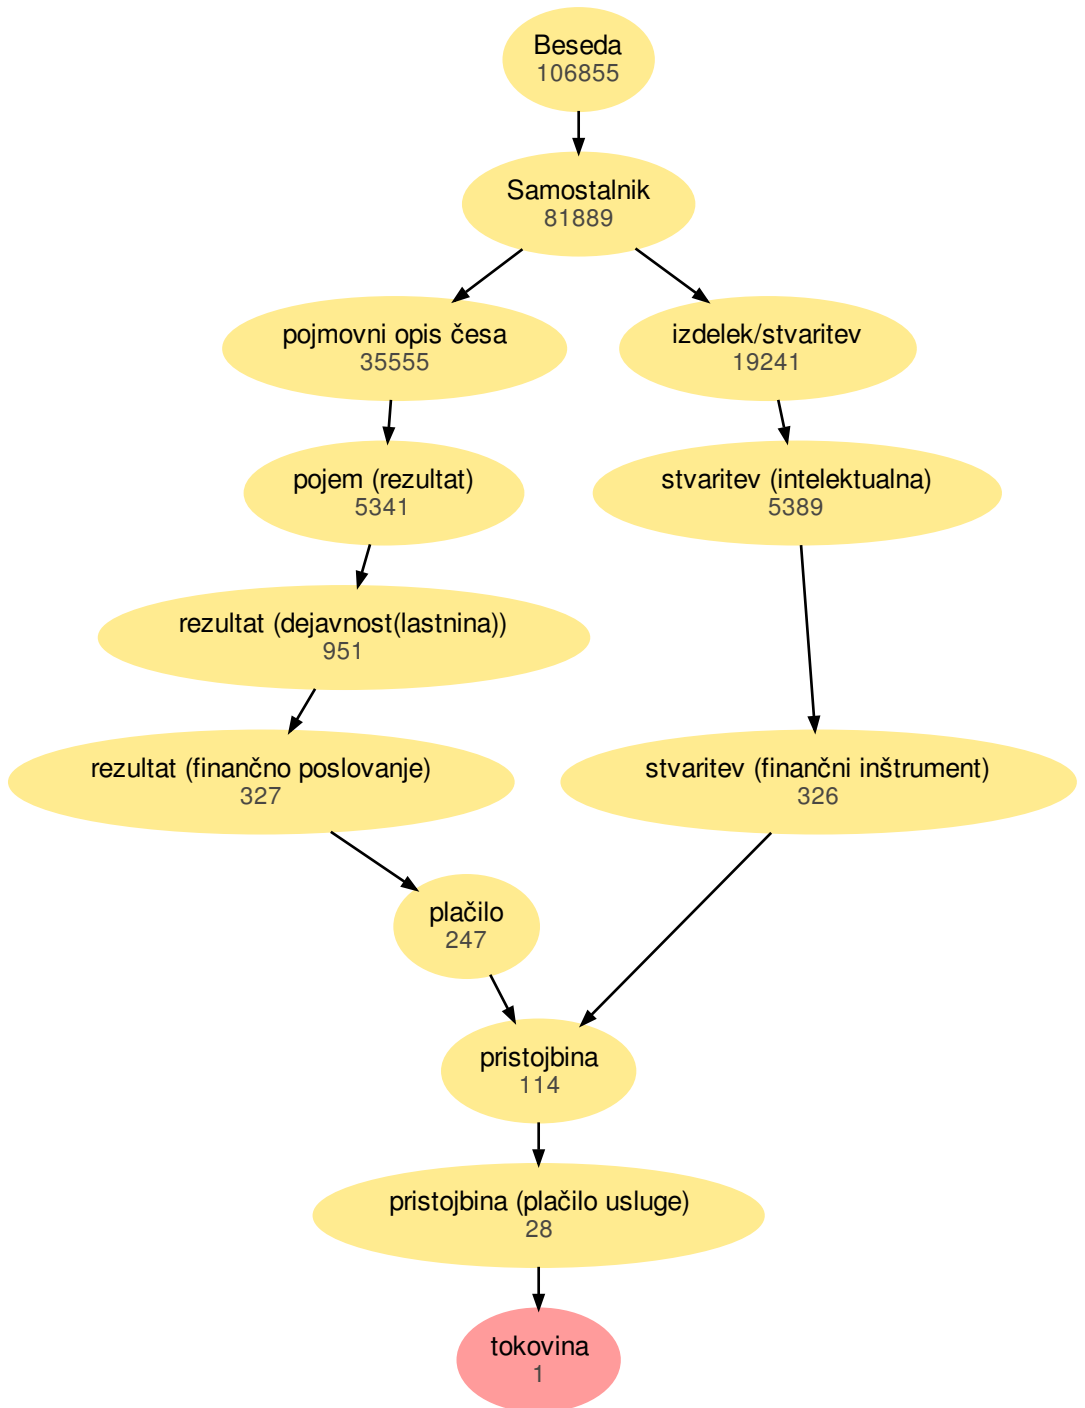 Beseda
106855
Samostalnik
81889
pojmovni opis česa
35555
izdelek/stvaritev
19241
pojem (rezultat)
5341
stvaritev (intelektualna)
5389
rezultat (dejavnost(lastnina))
951
rezultat (finančno poslovanje)
327
stvaritev (finančni inštrument)
326
plačilo
247
pristojbina
114
pristojbina (plačilo usluge)
28
tokovina
1